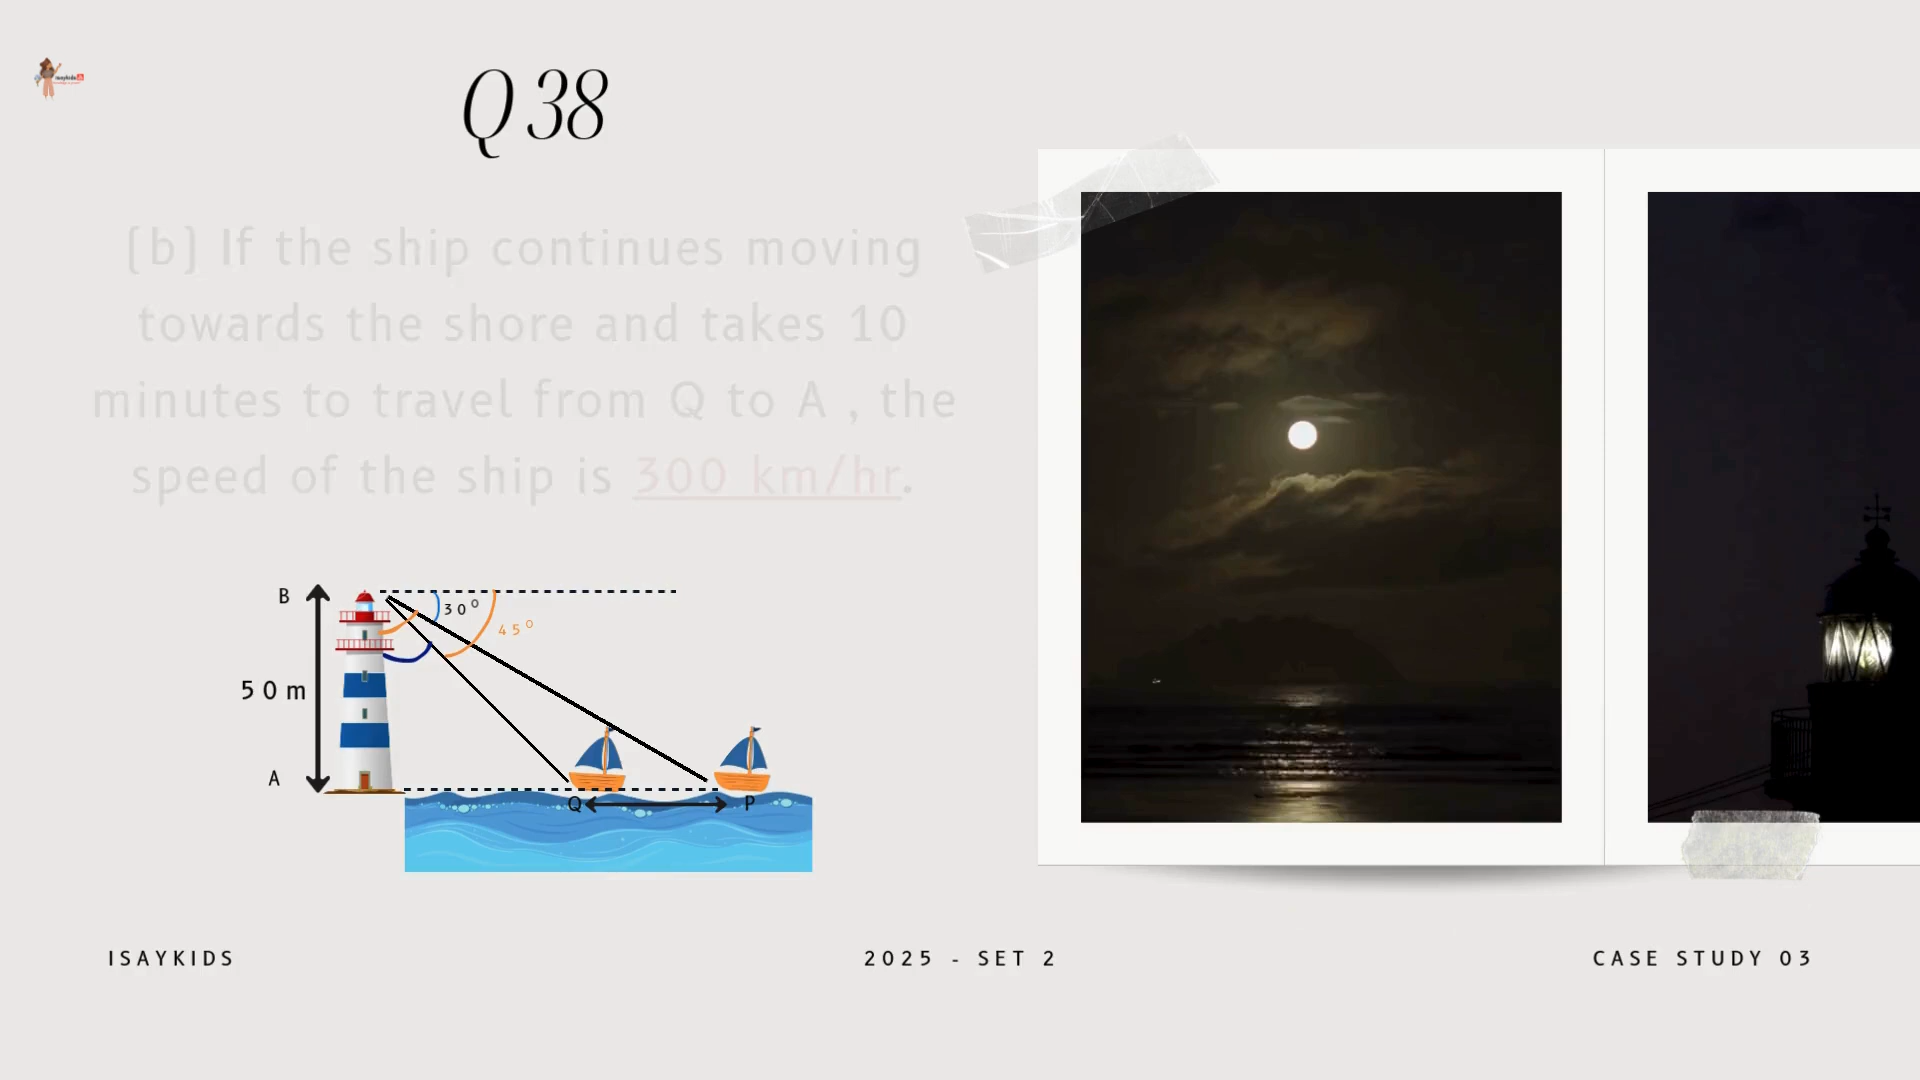 Q 38
(b) If the ship continues moving
towards the shore and takes 10
minutes to travel from Q to A , the
speed of the ship is 300 km/hr.
B
30°
45°
50m
A
Q
P
ISAYKIDS
2025 - SET 2
CASE STUDY 03